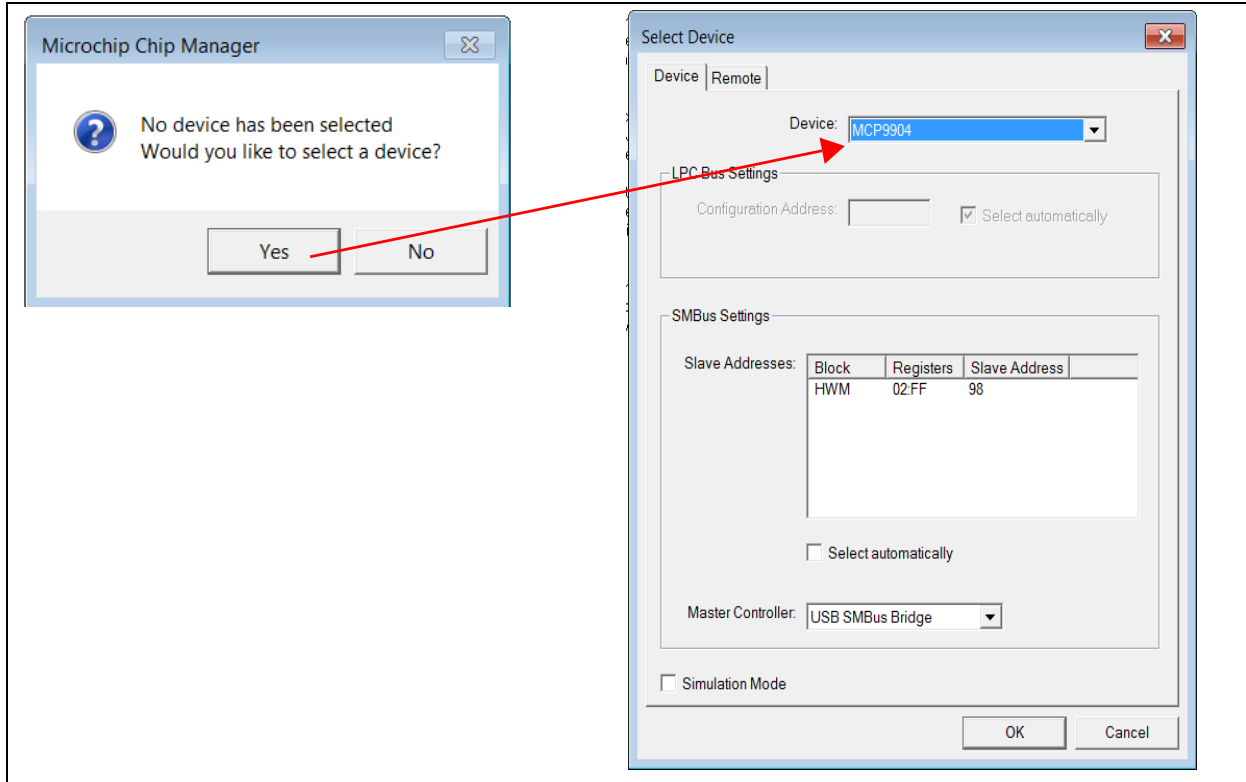 Microchip Chip Manager
No device has been selected
Would you like to select a device?
Yes
No
Select Device
Device
Remote
Device: MCP9904
LPC Bus Settings
Configuration Address:
Select automatically
SMBus Settings
Slave Addresses:
Block Registers Slave Address
HWM 02:FF 98
Select automatically
Master Controller: USB SMBus Bridge
Simulation Mode
OK
Cancel